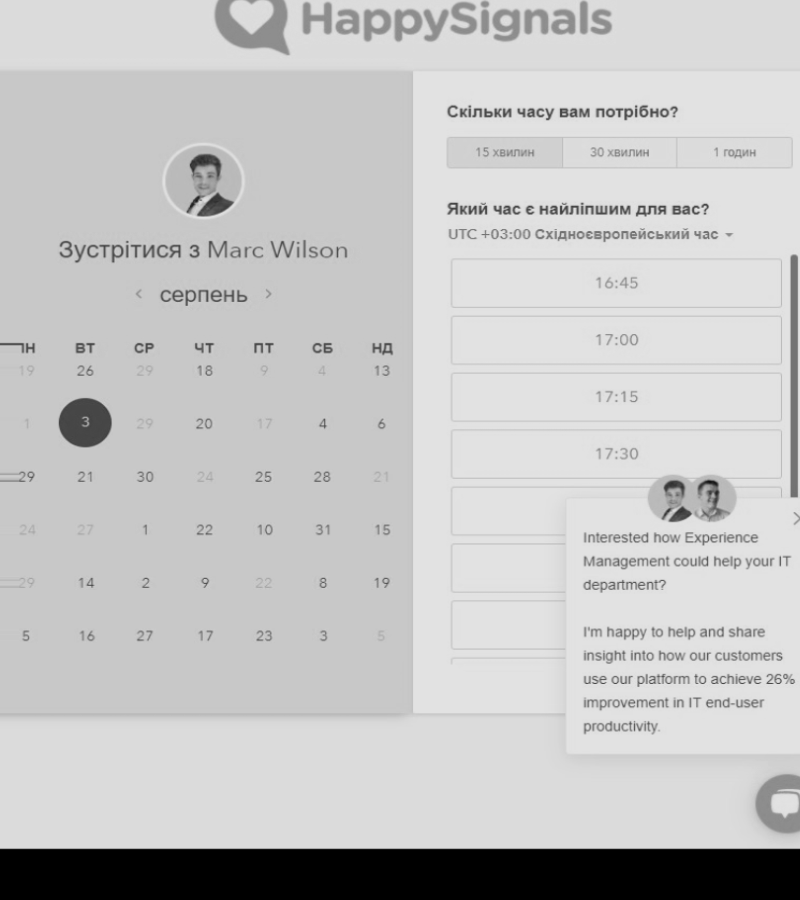 HappySignals
Зустрітися з Marc Wilson
серпень
ПН ВТ СР ЧТ ПТ СБ НД
19 26 29 18 9 4 13
1 3 29 20 17 4 6
29 21 30 24 25 28 21
24 27 1 22 10 31 15
29 14 2 9 22 8 19
5 16 27 17 23 3 5
Скільки часу вам потрібно?
15 хвилин 30 хвилин 1 годин
Який час є найліпшим для вас?
UTC +03:00 Східноєвропейський час
16:45
17:00
17:15
17:30
Interested how Experience
Management could help your IT
department?
I'm happy to help and share
insight into how our customers
use our platform to achieve 26%
improvement in IT end-user
productivity.